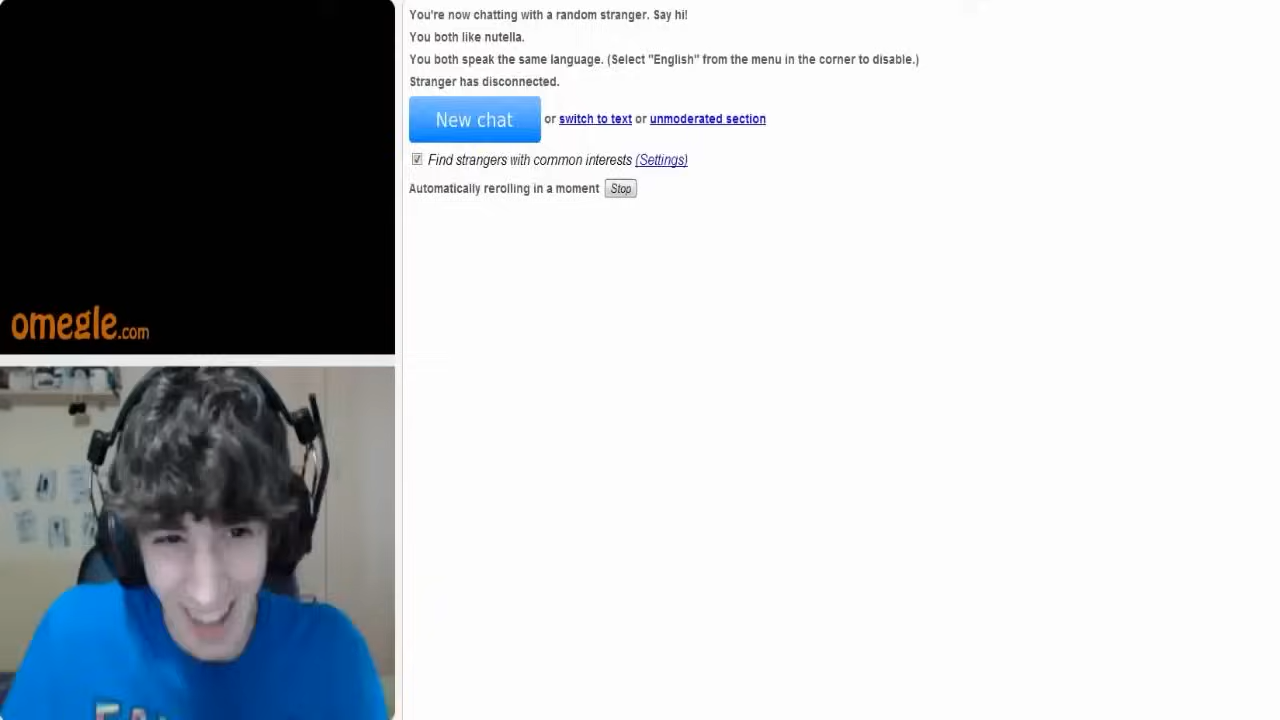 You're now chatting with a random stranger. Say hi!
You both like nutella.
You both speak the same language. (Select "English" from the menu in the corner to disable.)
Stranger has disconnected.
New chat or switch to text or unmoderated section
Find strangers with common interests (Settings)
Automatically rerolling in a moment Stop
omegle.com